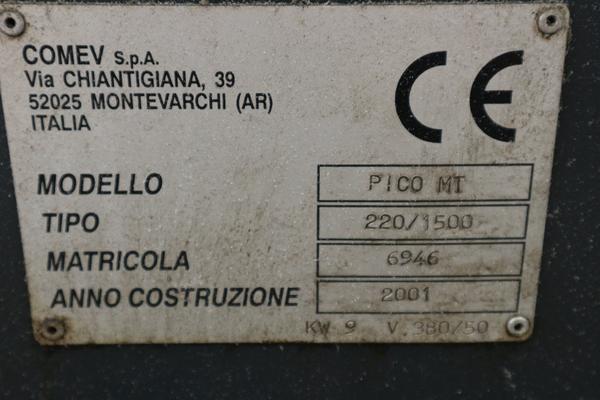 COMEV S.p.A.
Via CHIANTIGIANA, 39
52025 MONTEVARCHI (AR)
ITALIA
CE
MODELLO PICO MT
TIPO 220/1500
MATRICOLA 6946
ANNO COSTRUZIONE 2001
KW 9 V.380/50